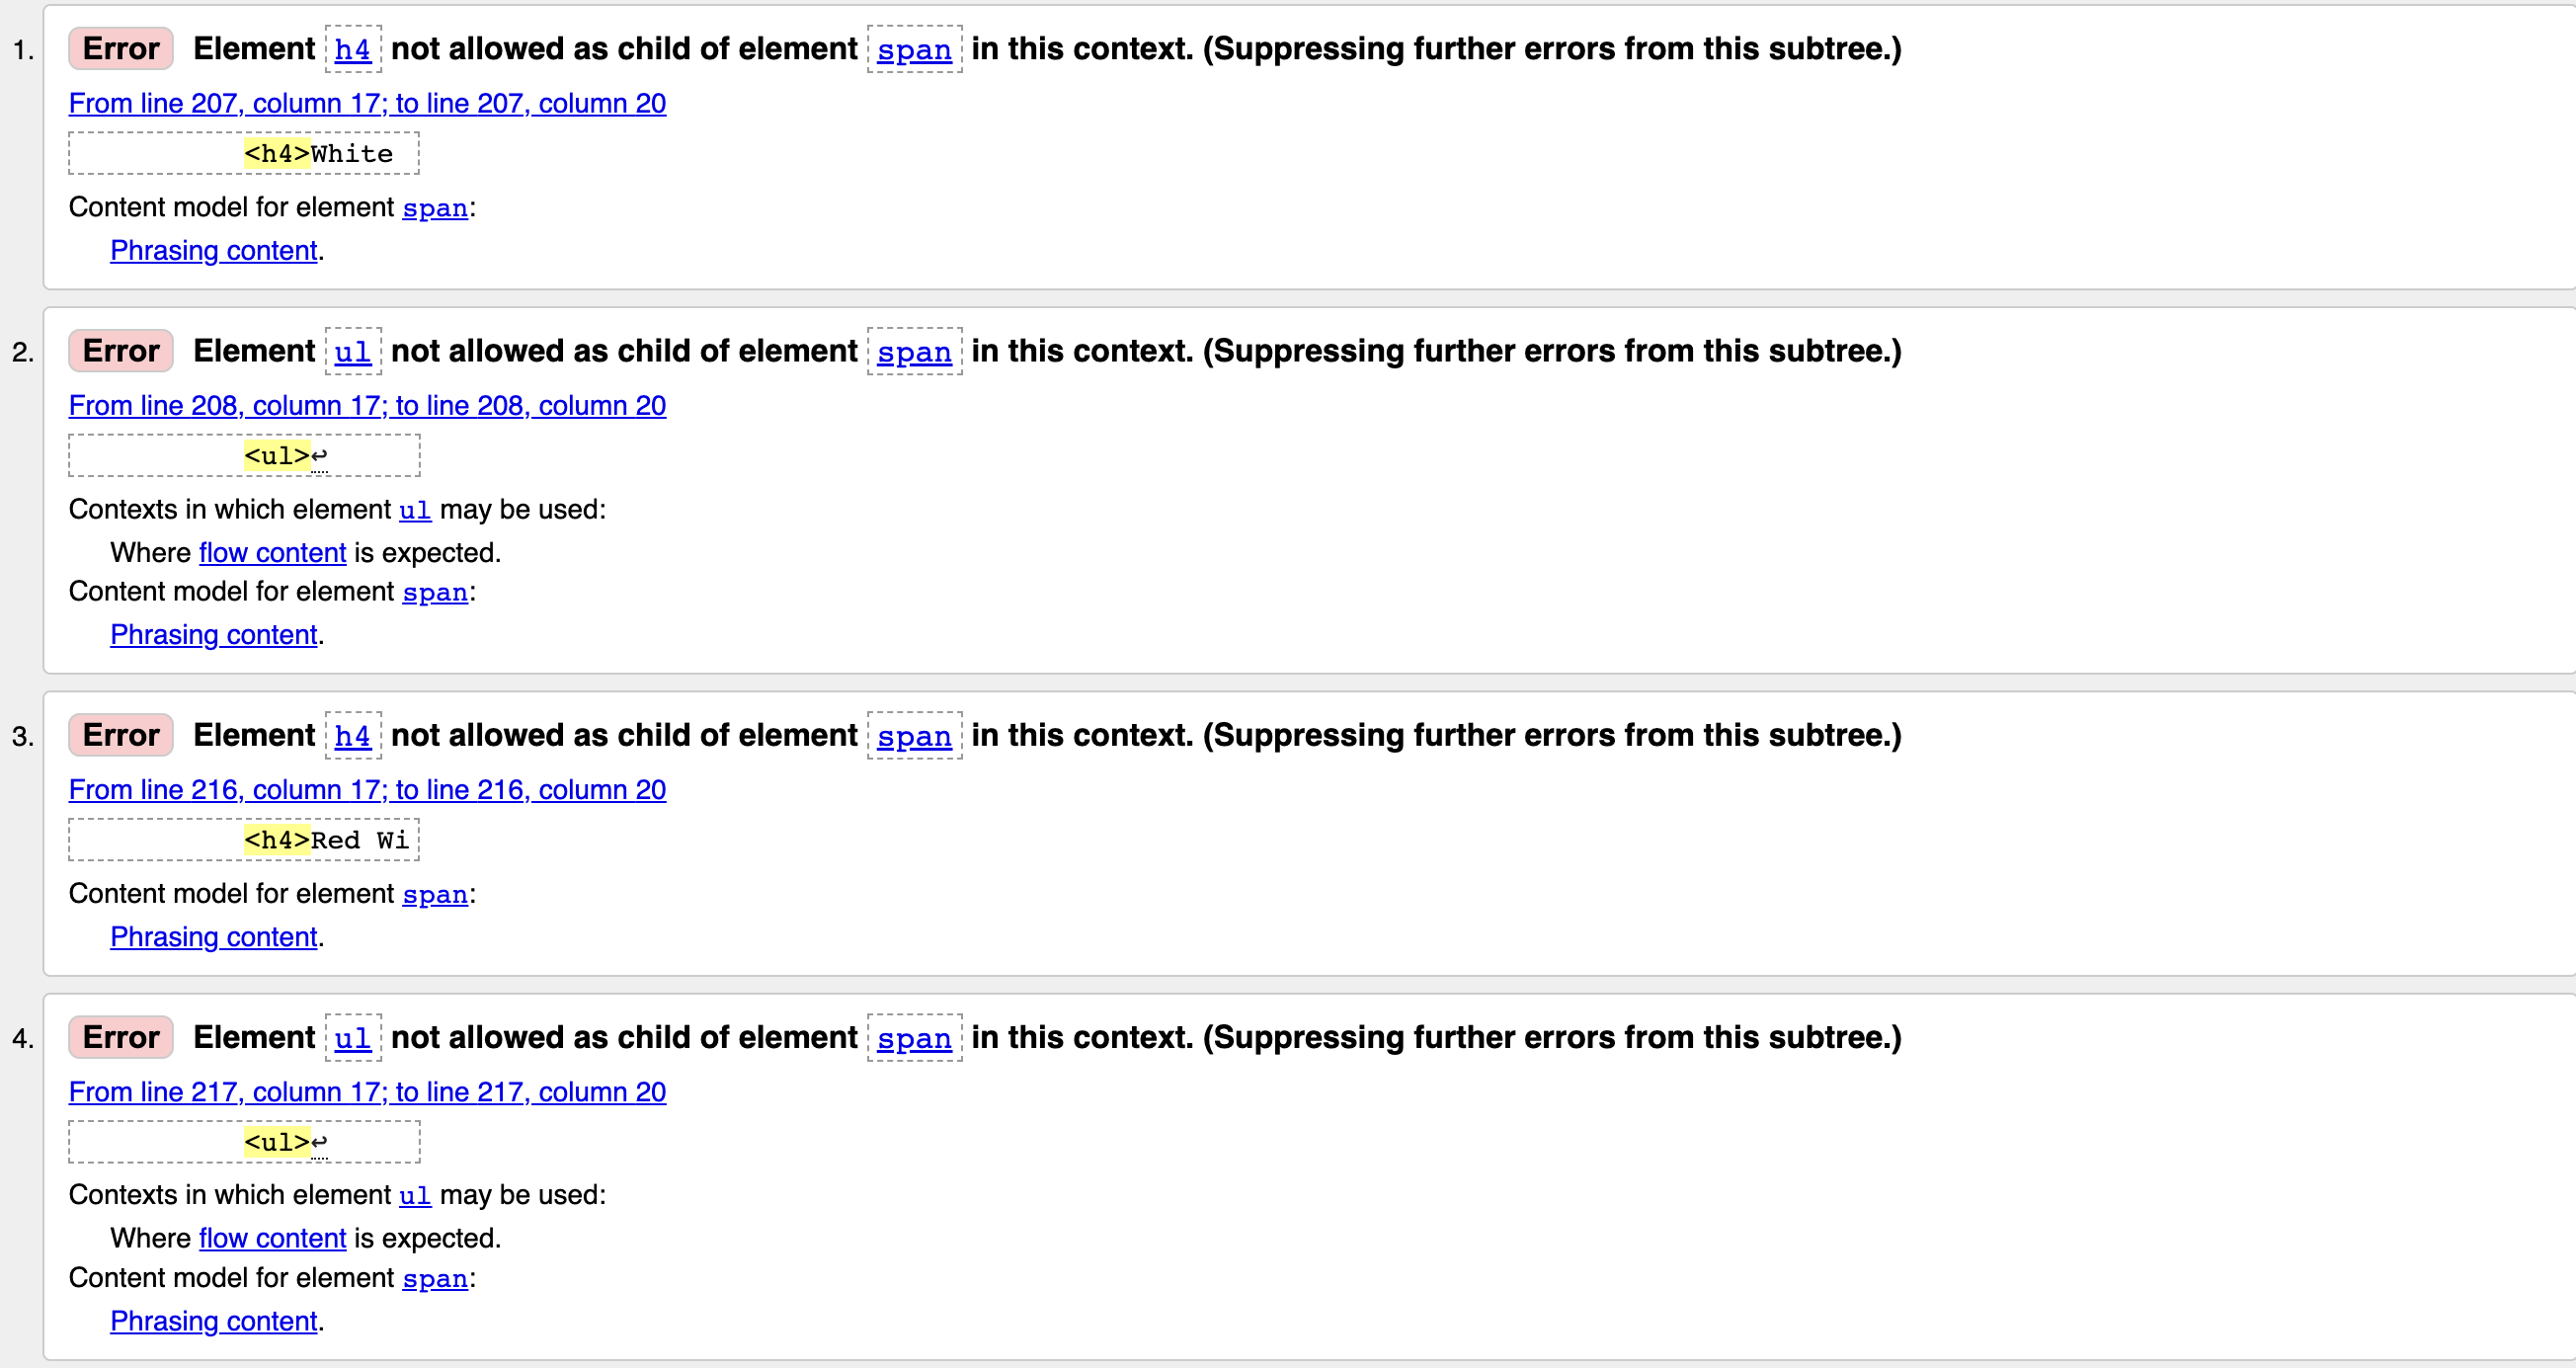 1. Error Element h4 not allowed as child of element span in this context. (Suppressing further errors from this subtree.)
From line 207, column 17; to line 207, column 20
<h4>White
Content model for element span:
Phrasing content.
2. Error Element ul not allowed as child of element span in this context. (Suppressing further errors from this subtree.)
From line 208, column 17; to line 208, column 20
<ul>↩
Contexts in which element ul may be used:
Where flow content is expected.
Content model for element span:
Phrasing content.
3. Error Element h4 not allowed as child of element span in this context. (Suppressing further errors from this subtree.)
From line 216, column 17; to line 216, column 20
<h4>Red Wi
Content model for element span:
Phrasing content.
4. Error Element ul not allowed as child of element span in this context. (Suppressing further errors from this subtree.)
From line 217, column 17; to line 217, column 20
<ul>↩
Contexts in which element ul may be used:
Where flow content is expected.
Content model for element span:
Phrasing content.